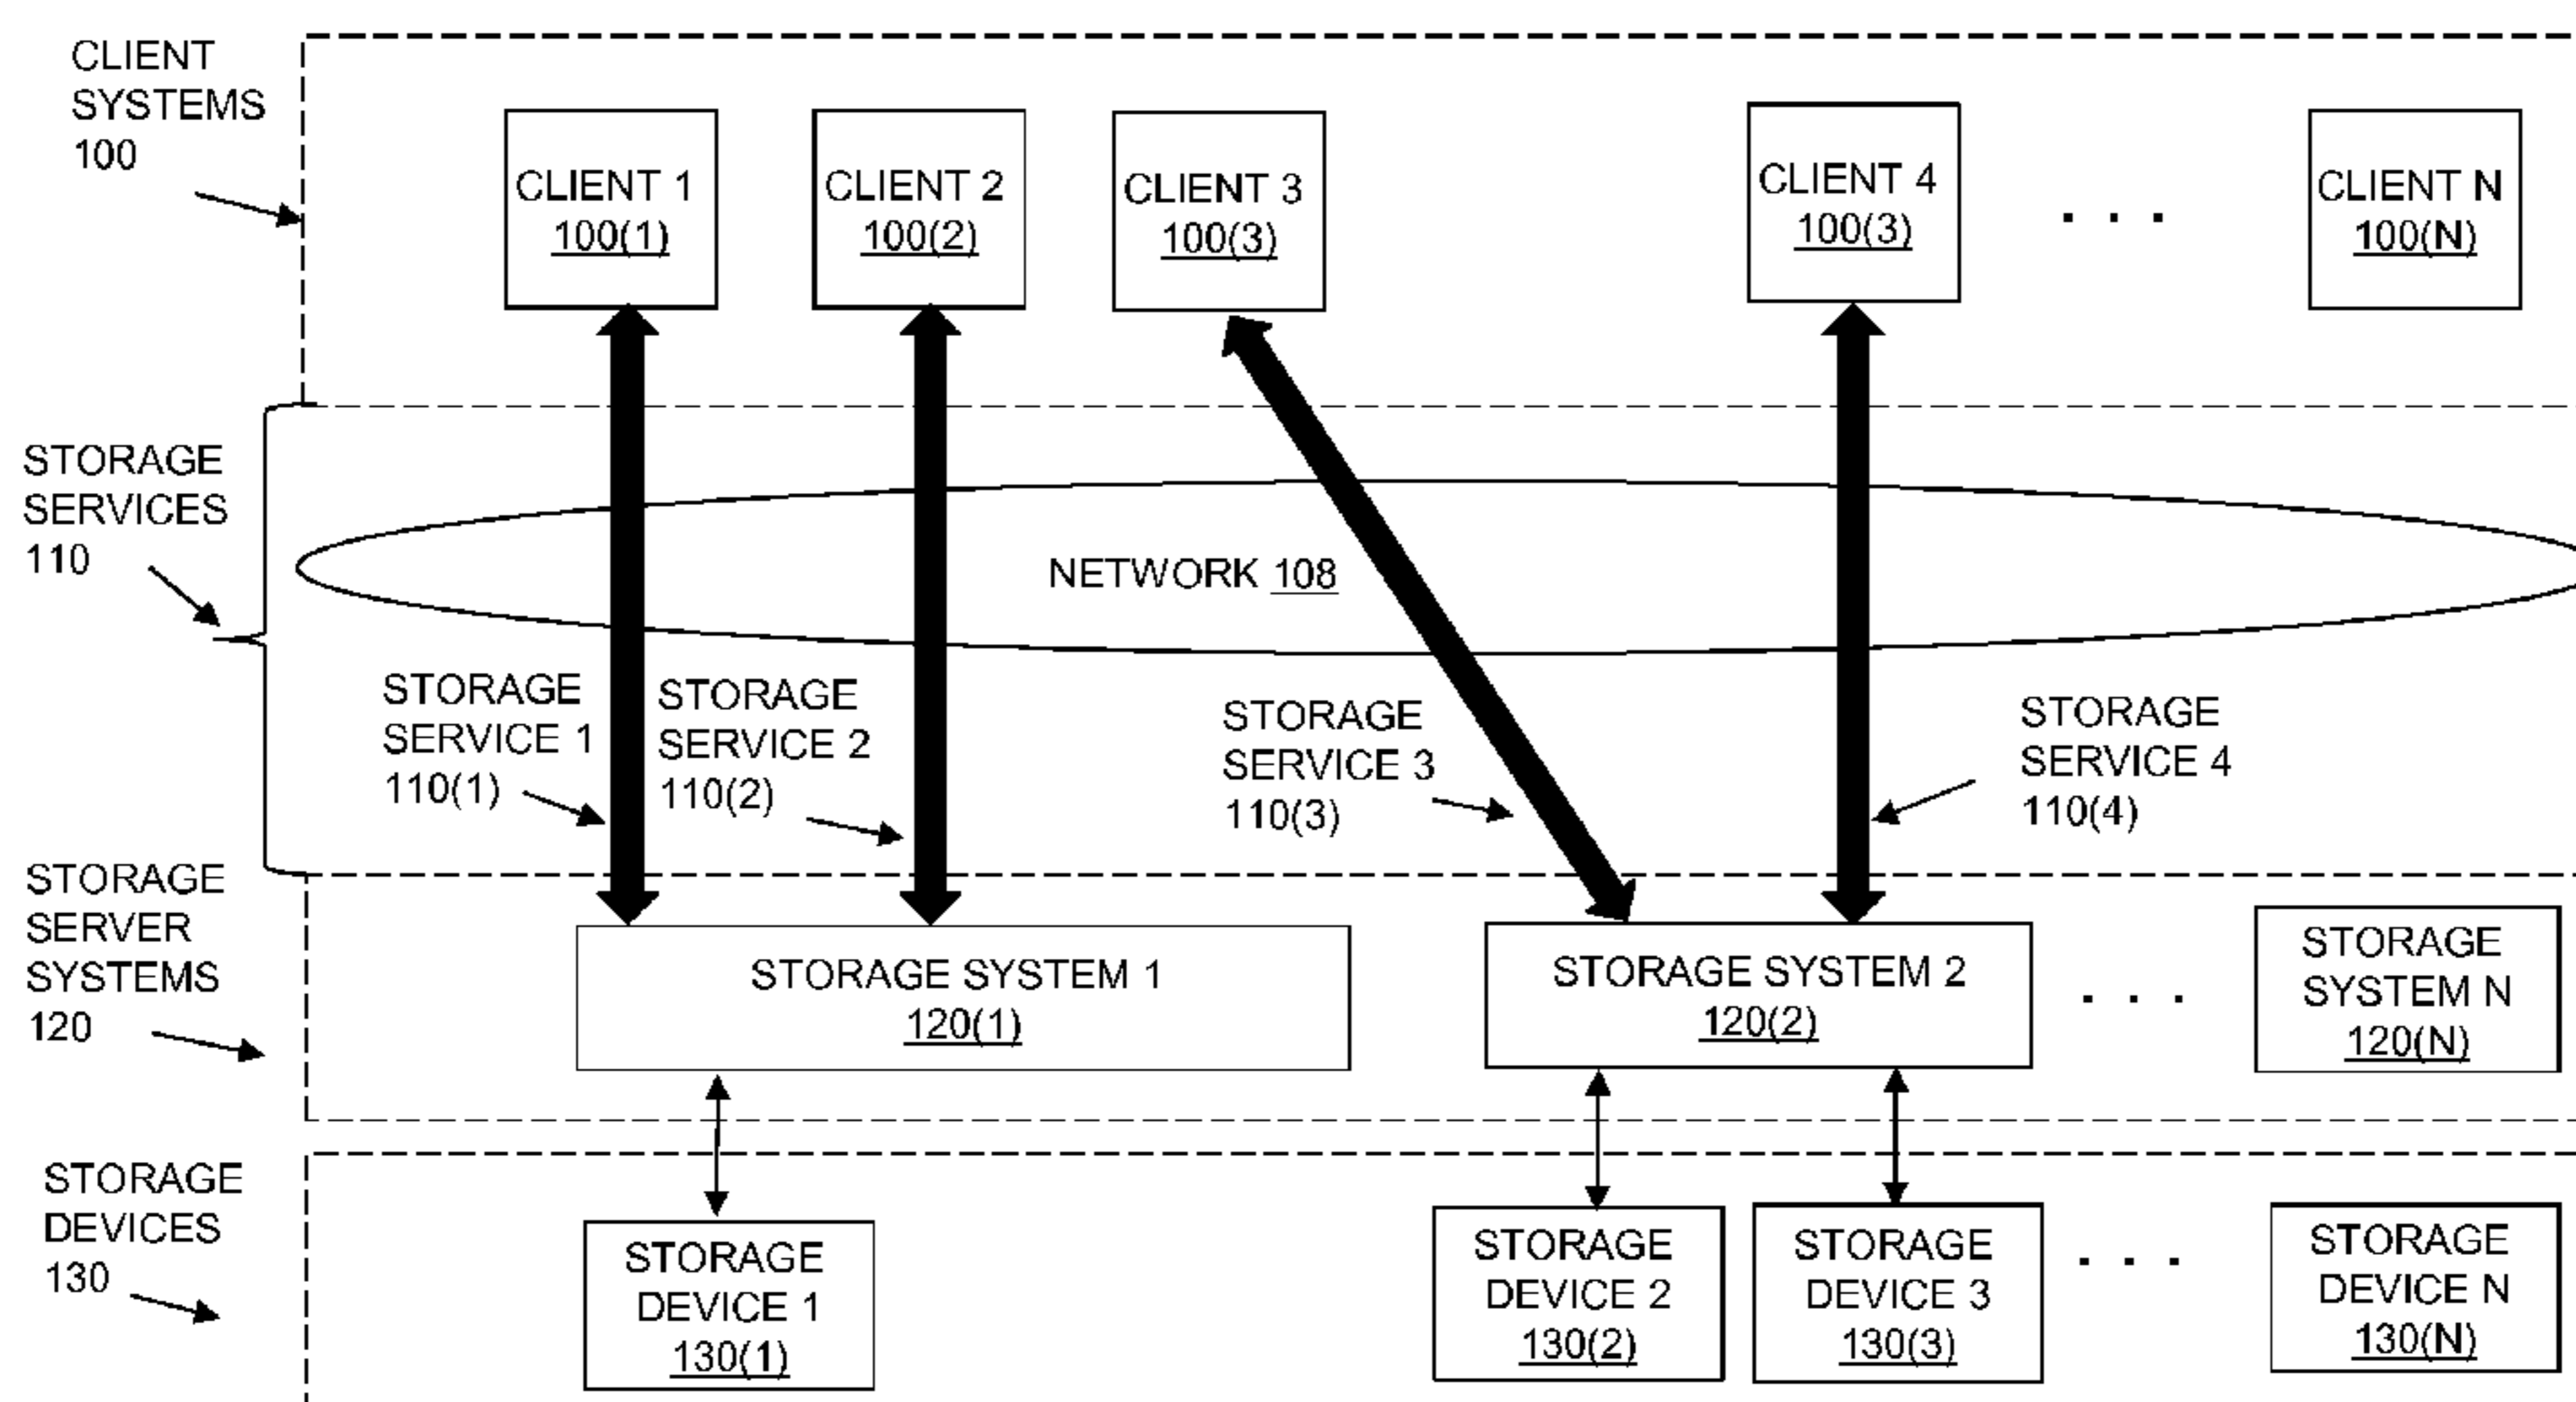 CLIENT
SYSTEMS
100
CLIENT 1
100(1)
CLIENT 2
100(2)
CLIENT 3
100(3)
CLIENT 4
100(3)
. . .
CLIENT N
100(N)
STORAGE
SERVICES
110
NETWORK 108
STORAGE
SERVICE 1
110(1)
STORAGE
SERVICE 2
110(2)
STORAGE
SERVICE 3
110(3)
STORAGE
SERVICE 4
110(4)
STORAGE
SERVER
SYSTEMS
120
STORAGE SYSTEM 1
120(1)
STORAGE SYSTEM 2
120(2)
. . .
STORAGE
SYSTEM N
120(N)
STORAGE
DEVICES
130
STORAGE
DEVICE 1
130(1)
STORAGE
DEVICE 2
130(2)
STORAGE
DEVICE 3
130(3)
. . .
STORAGE
DEVICE N
130(N)